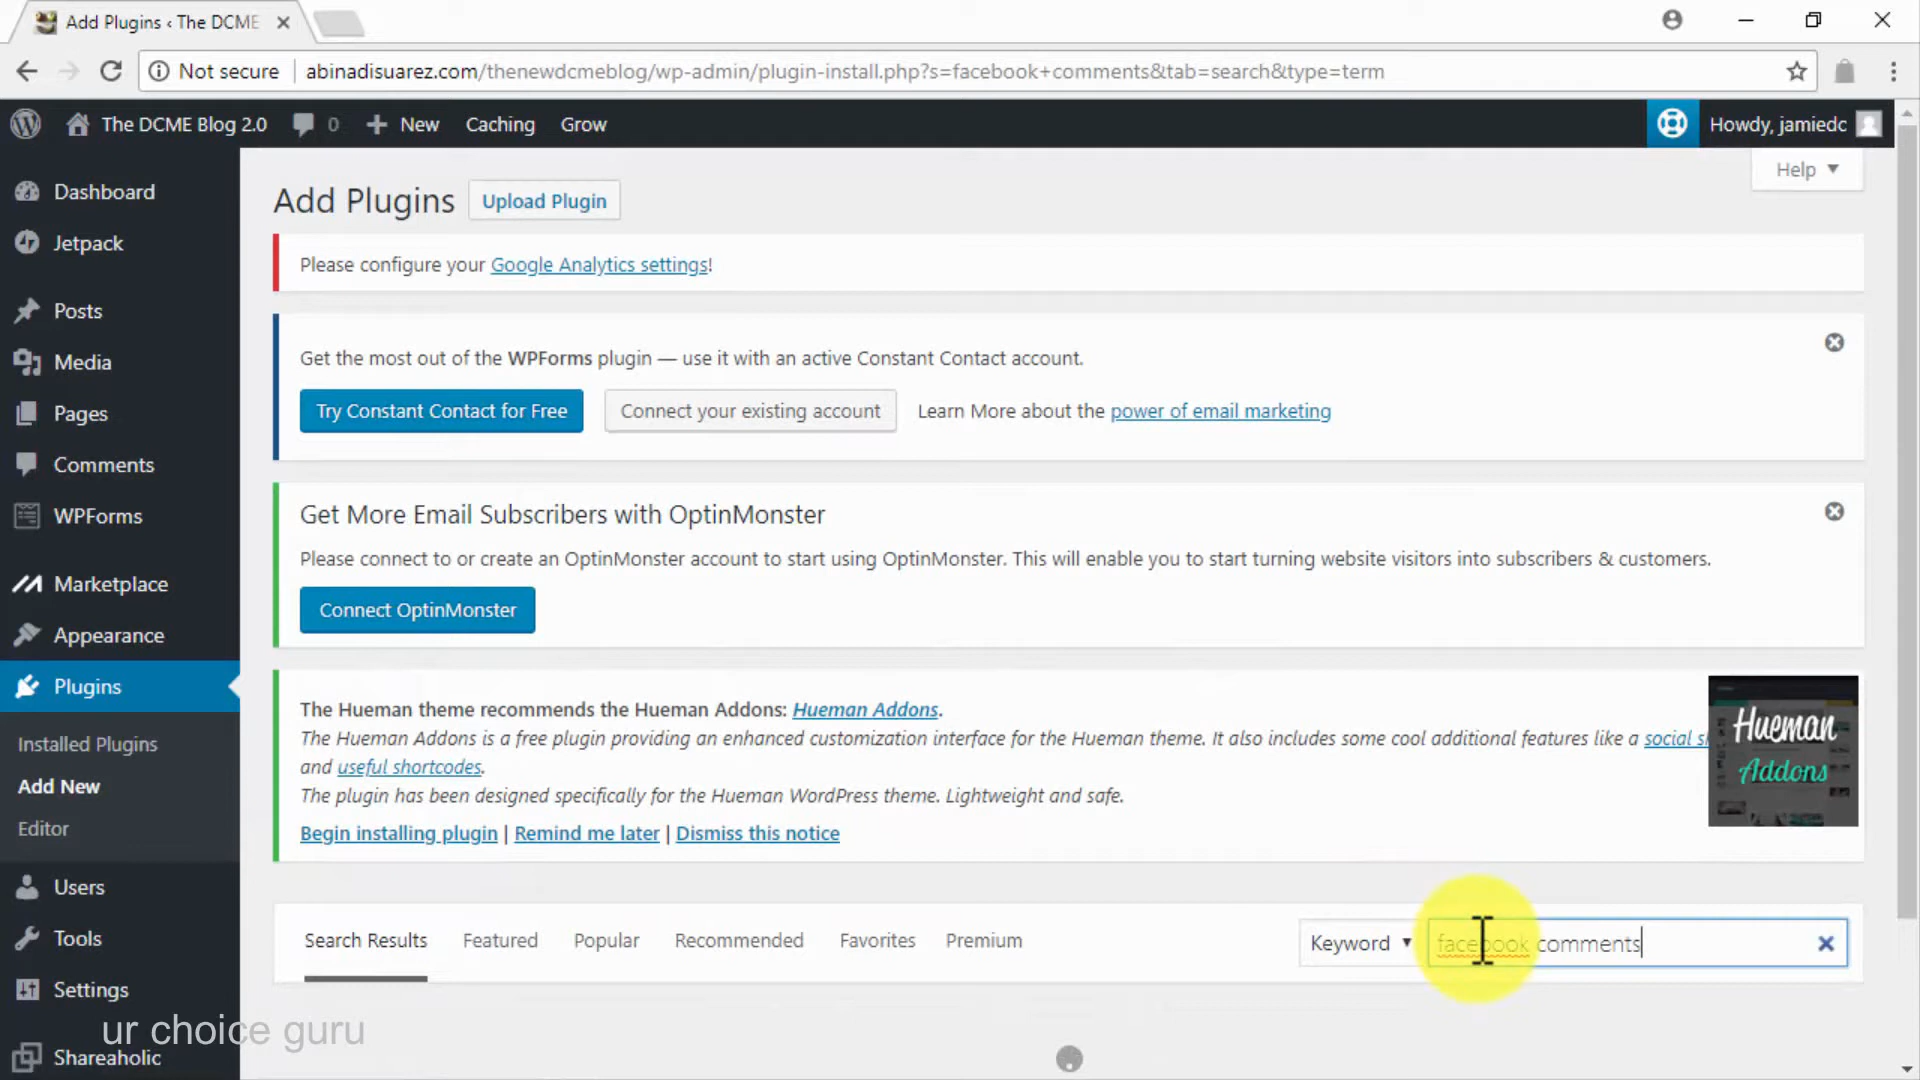 Add Plugins ‹ The DCME
Not secure | abinadisuarez.com/thenewdcmeblog/wp-admin/plugin-install.php?s=facebook+comments&tab=search&type=term
The DCME Blog 2.0 0 New Caching Grow Howdy, jamiedc
Help
Dashboard
Jetpack
Posts
Media
Pages
Comments
WPForms
Marketplace
Appearance
Plugins
Installed Plugins
Add New
Editor
Users
Tools
Settings
Shareaholic
Add Plugins Upload Plugin
Please configure your Google Analytics settings!
Get the most out of the WPForms plugin — use it with an active Constant Contact account.
Try Constant Contact for Free Connect your existing account Learn More about the power of email marketing
Get More Email Subscribers with OptinMonster
Please connect to or create an OptinMonster account to start using OptinMonster. This will enable you to start turning website visitors into subscribers & customers.
Connect OptinMonster
The Hueman theme recommends the Hueman Addons: Hueman Addons.
The Hueman Addons is a free plugin providing an enhanced customization interface for the Hueman theme. It also includes some cool additional features like a social
and useful shortcodes.
The plugin has been designed specifically for the Hueman WordPress theme. Lightweight and safe.
Begin installing plugin | Remind me later | Dismiss this notice
Hueman
Addons
Search Results Featured Popular Recommended Favorites Premium Keyword facebook comments
ur choice guru